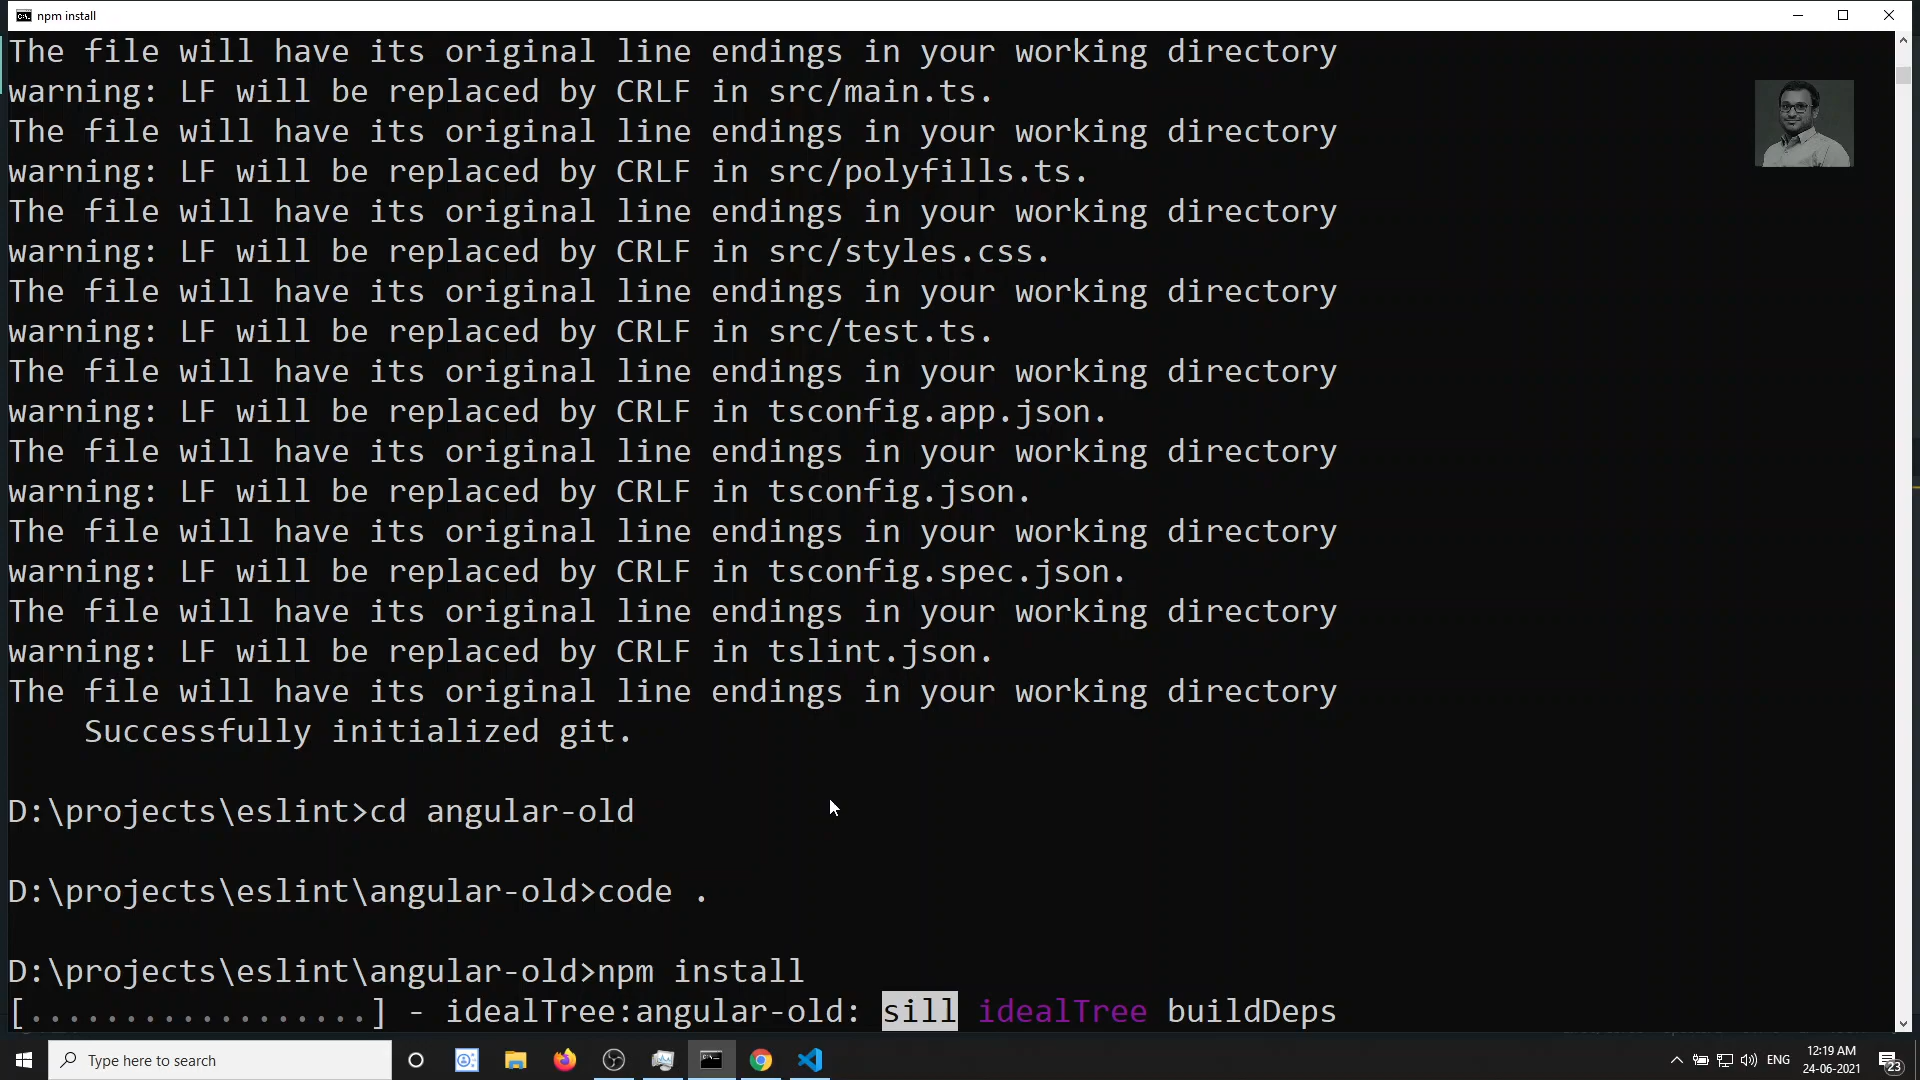 npm install
The file will have its original line endings in your working directory
warning: LF will be replaced by CRLF in src/main.ts.
The file will have its original line endings in your working directory
warning: LF will be replaced by CRLF in src/polyfills.ts.
The file will have its original line endings in your working directory
warning: LF will be replaced by CRLF in src/styles.css.
The file will have its original line endings in your working directory
warning: LF will be replaced by CRLF in src/test.ts.
The file will have its original line endings in your working directory
warning: LF will be replaced by CRLF in tsconfig.app.json.
The file will have its original line endings in your working directory
warning: LF will be replaced by CRLF in tsconfig.json.
The file will have its original line endings in your working directory
warning: LF will be replaced by CRLF in tsconfig.spec.json.
The file will have its original line endings in your working directory
warning: LF will be replaced by CRLF in tslint.json.
The file will have its original line endings in your working directory
Successfully initialized git.
D:\projects\eslint>cd angular-old
D:\projects\eslint\angular-old>code .
D:\projects\eslint\angular-old>npm install
[..................] - idealTree:angular-old: sill idealTree buildDeps
Type here to search
ENG
12:19 AM
24-06-2021
23